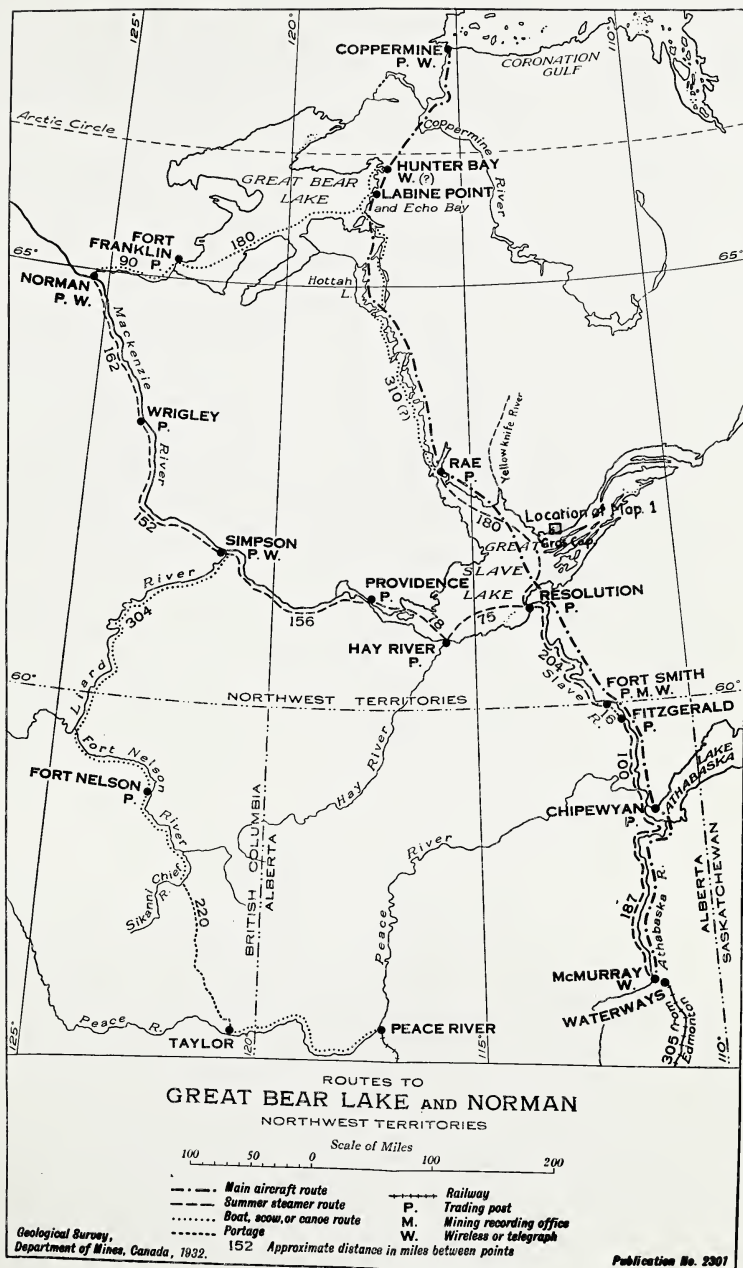 125°
120°
110°
COPPERMINE
P. W.
CORONATION
GULF
Arctic Circle
Coppermine
River
HUNTER BAY
W. (?)
GREAT BEAR
LAKE
LABINE POINT
and Echo Bay
FORT
FRANKLIN
P.
180
65°
90
65°
NORMAN
P. W.
Hottah
L.
Mackenzie
River
162
310(?)
WRIGLEY
P.
Yellowknife River
RAE
P.
152
180
Location of Map. 1
Gros Cap.
GREAT
SLAVE
LAKE
SIMPSON
P. W.
Liard River
304
PROVIDENCE
P.
RESOLUTION
P.
156
78
75
HAY RIVER
P.
204
Slave R.
FORT SMITH
P. M. W.
60°
NORTHWEST TERRITORIES
60°
16
FITZGERALD
P.
Fort Nelson
River
Hay River
100
LAKE
ATHABASKA
FORT NELSON
P.
CHIPEWYAN
P.
BRITISH COLUMBIA
ALBERTA
Peace River
Sikanni Chief
R.
220
187
Athabaska R.
ALBERTA
SASKATCHEWAN
McMURRAY
W.
WATERWAYS
Peace R.
TAYLOR
PEACE RIVER
305 from
Edmonton
125°
120°
115°
110°
ROUTES TO
GREAT BEAR LAKE AND NORMAN
NORTHWEST TERRITORIES
Scale of Miles
100 50 0 100 200
Main aircraft route
Summer steamer route
Boat, scow, or canoe route
Portage
152 Approximate distance in miles between points
Railway
P. Trading post
M. Mining recording office
W. Wireless or telegraph
Geological Survey,
Department of Mines, Canada, 1932.
Publication No. 2301